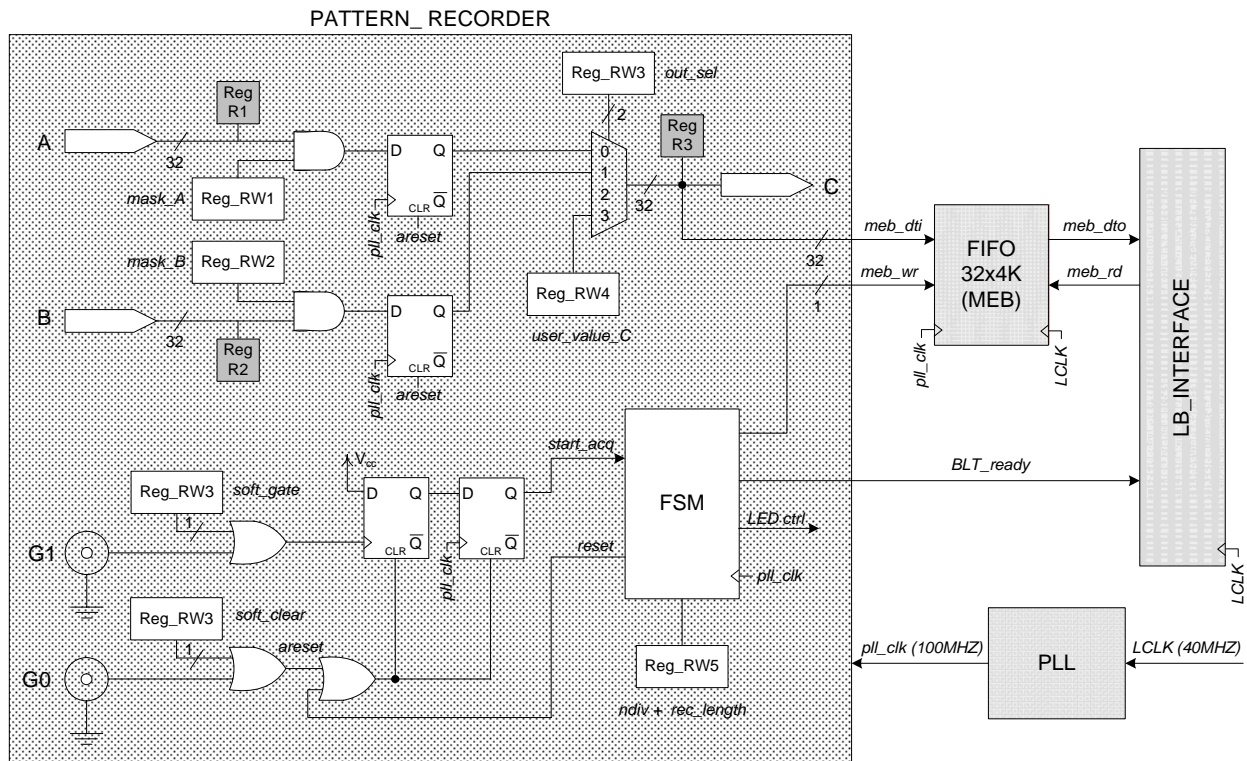 PATTERN_ RECORDER
Reg_RW3
out_sel
2
Reg
R1
A
32
D
Q
Q
CLR
pll_clk
areset
Reg_RW1
mask_A
0
1
2
3
32
Reg
R3
C
Reg_RW2
mask_B
B
32
Reg
R2
D
Q
Q
CLR
pll_clk
areset
Reg_RW4
user_value_C
meb_dti
32
meb_wr
1
FIFO
32x4K
(MEB)
pll_clk
LCLK
meb_dto
meb_rd
LB_INTERFACE
LCLK
Vcc
Reg_RW3
soft_gate
1
G1
D
Q
Q
CLR
D
Q
Q
CLR
pll_clk
start_acq
reset
FSM
pll_clk
BLT_ready
LED ctrl
Reg_RW3
soft_clear
1
areset
G0
Reg_RW5
ndiv + rec_length
pll_clk (100MHZ)
PLL
LCLK (40MHZ)